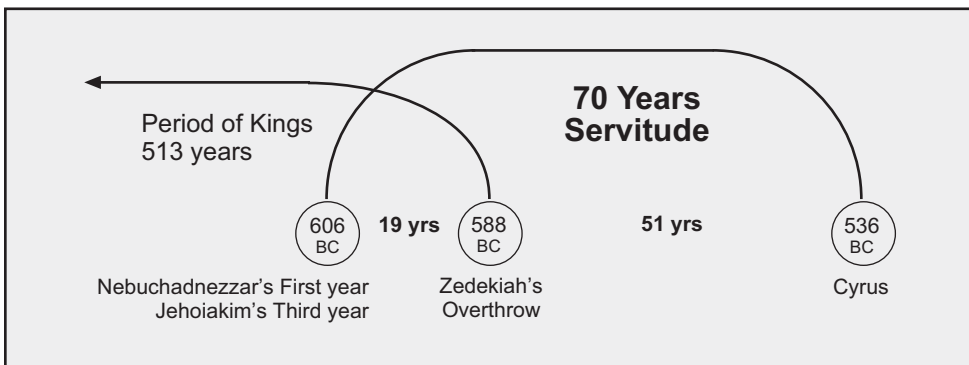 70 Years
Servitude
Period of Kings
513 years
606
BC
19 yrs
588
BC
51 yrs
536
BC
Nebuchadnezzar's First year
Jehoiakim's Third year
Zedekiah's
Overthrow
Cyrus